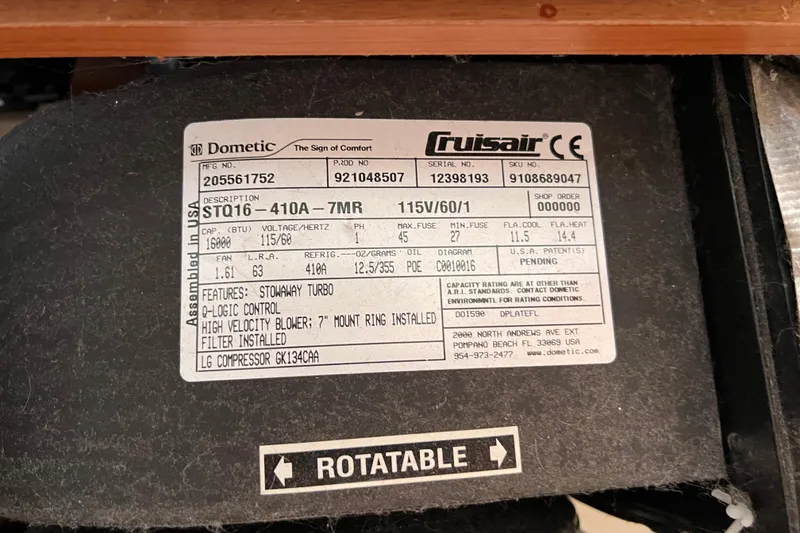 Dometic The Sign of Comfort Cruisair® CE
MFG NO. PROD NO SERIAL NO. SKU NO.
205561752 921048507 12398193 9108689047
DESCRIPTION SHOP ORDER
STQ16-410A-7MR 115V/60/1 000000
CAP. (BTU) VOLTAGE/HERTZ PH MAX.FUSE MIN.FUSE FLA.COOL FLA.HEAT
16000 115/60 1 45 27 11.5 14.4
FAN L.R.A. REFRIG.---OZ/GRAMS OIL DIAGRAM U.S.A. PATENT(S)
1.61 63 410A 12.5/355 POE C0010016 PENDING
Assembled in USA
FEATURES: STOWAWAY TURBO
Q-LOGIC CONTROL
HIGH VELOCITY BLOWER; 7" MOUNT RING INSTALLED
FILTER INSTALLED
LG COMPRESSOR GK134CAA
CAPACITY RATING ARE AT OTHER THAN
A.R.I. STANDARDS. CONTACT DOMETIC
ENVIRONMNTL FOR RATING CONDITIONS.
DOI590 DPLATEFL
2000 NORTH ANDREWS AVE EXT
POMPANO BEACH FL 33069 USA
954-973-2477 www.dometic.com
ROTATABLE